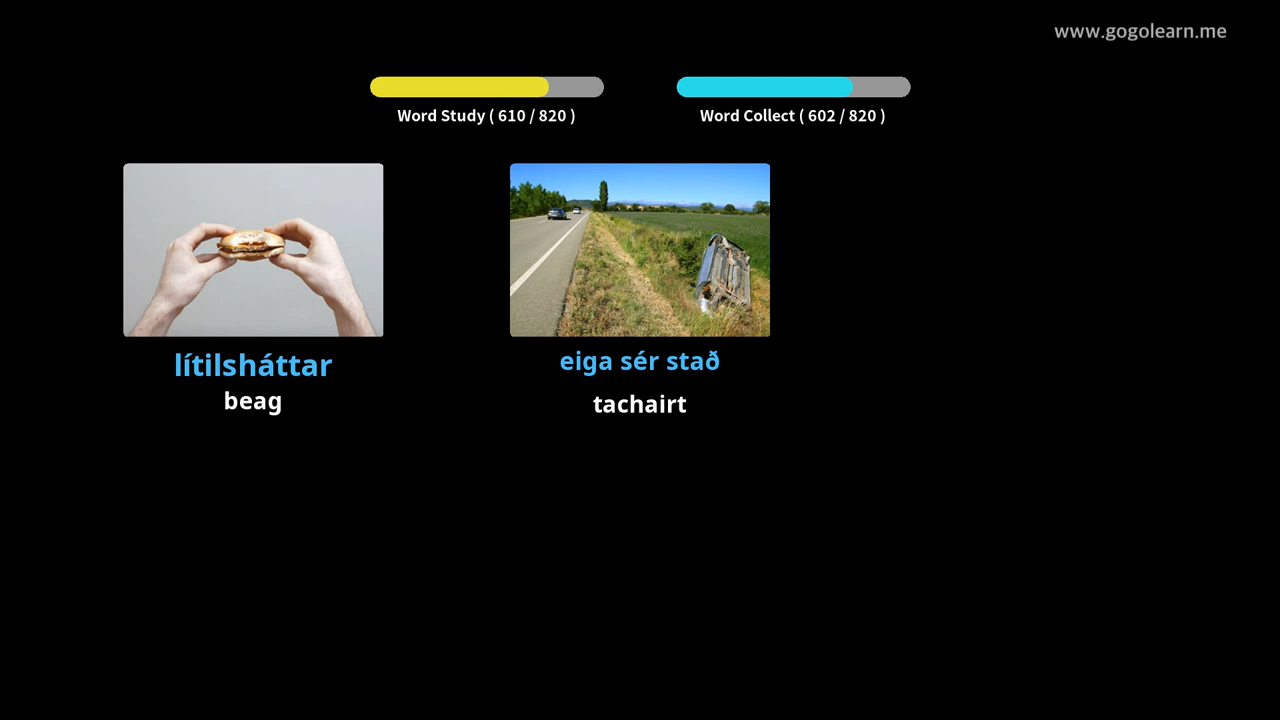 www.gogolearn.me
Word Study ( 610 / 820 )
Word Collect ( 602 / 820 )
lítilsháttar
beag
eiga sér stað
tachairt